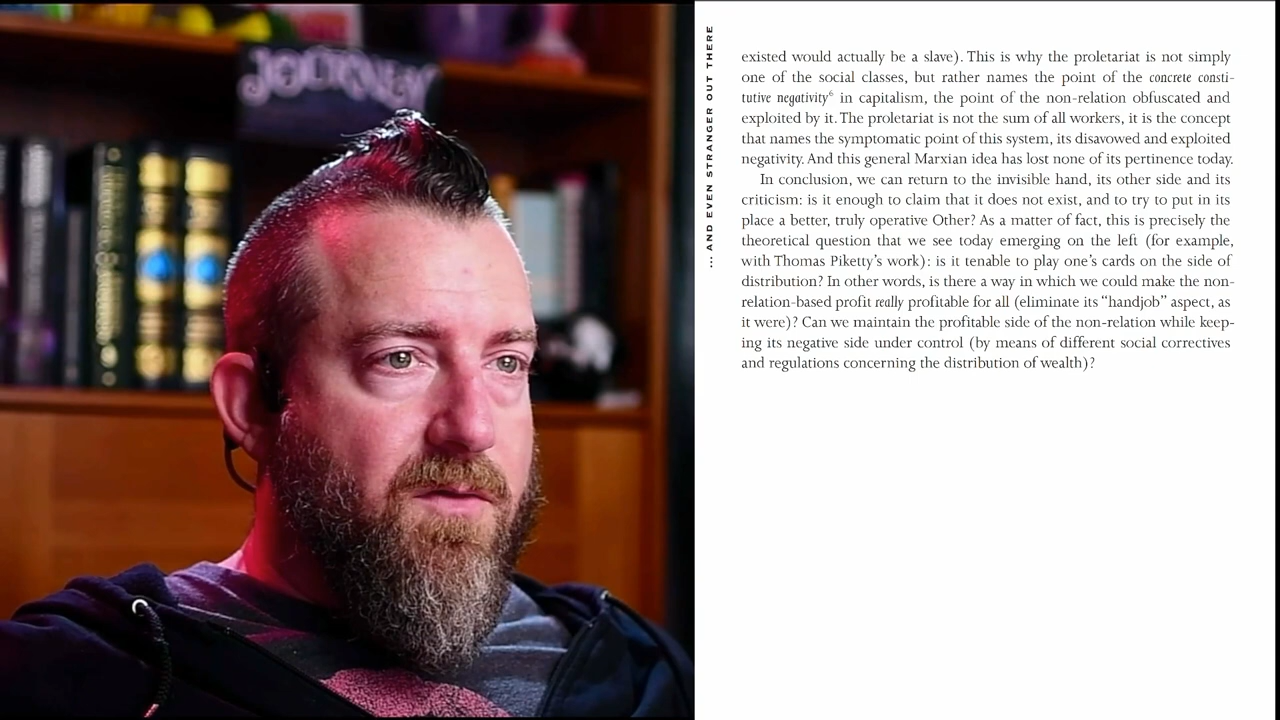 JOURNEY
... AND EVEN STRANGER OUT THERE
existed would actually be a slave). This is why the proletariat is not simply
one of the social classes, but rather names the point of the concrete consti-
tutive negativity⁶ in capitalism, the point of the non-relation obfuscated and
exploited by it. The proletariat is not the sum of all workers, it is the concept
that names the symptomatic point of this system, its disavowed and exploited
negativity. And this general Marxian idea has lost none of its pertinence today.
In conclusion, we can return to the invisible hand, its other side and its
criticism: is it enough to claim that it does not exist, and to try to put in its
place a better, truly operative Other? As a matter of fact, this is precisely the
theoretical question that we see today emerging on the left (for example,
with Thomas Piketty's work): is it tenable to play one's cards on the side of
distribution? In other words, is there a way in which we could make the non-
relation-based profit really profitable for all (eliminate its “handjob” aspect, as
it were)? Can we maintain the profitable side of the non-relation while keep-
ing its negative side under control (by means of different social correctives
and regulations concerning the distribution of wealth)?